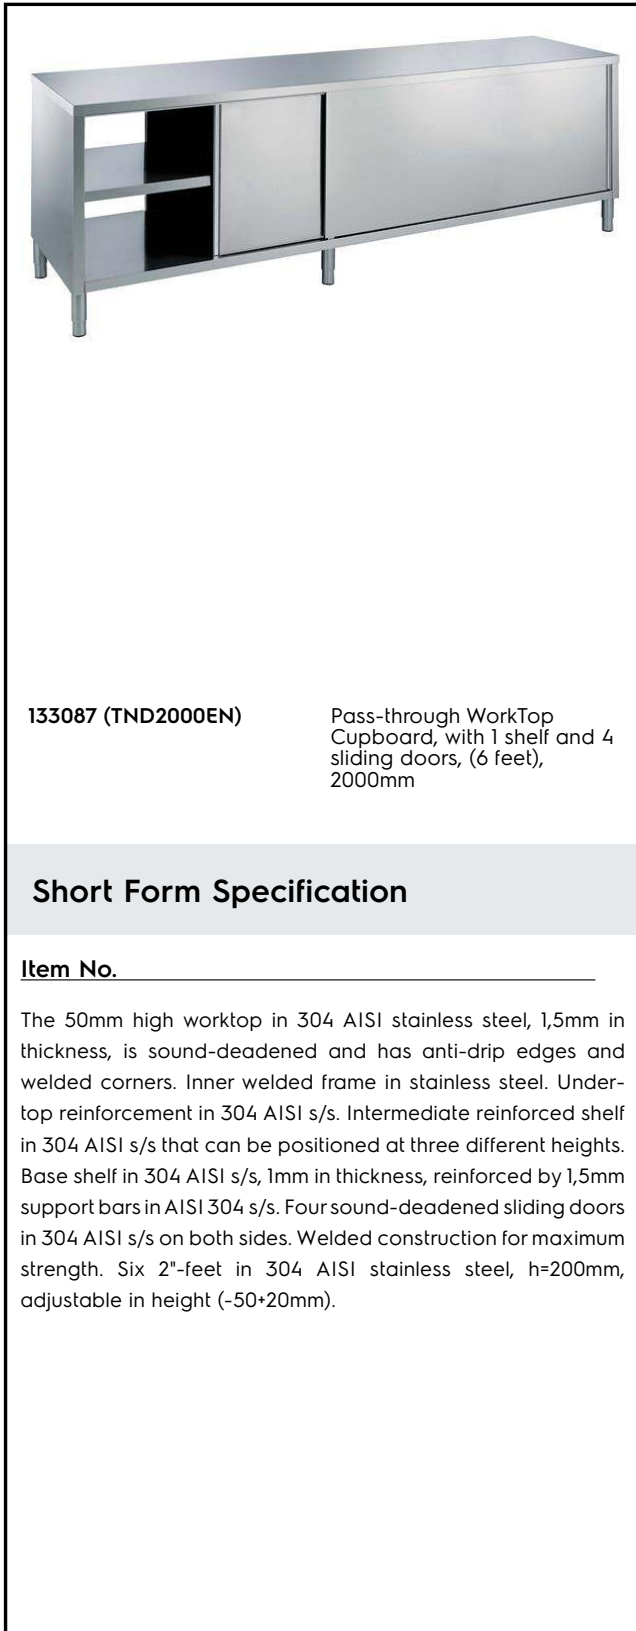 133087 (TND2000EN)
Pass-through WorkTop
Cupboard, with 1 shelf and 4
sliding doors, (6 feet),
2000mm
Short Form Specification
Item No.
The 50mm high worktop in 304 AISI stainless steel, 1,5mm in
thickness, is sound-deadened and has anti-drip edges and
welded corners. Inner welded frame in stainless steel. Under-
top reinforcement in 304 AISI s/s. Intermediate reinforced shelf
in 304 AISI s/s that can be positioned at three different heights.
Base shelf in 304 AISI s/s, 1mm in thickness, reinforced by 1,5mm
support bars in AISI 304 s/s. Four sound-deadened sliding doors
in 304 AISI s/s on both sides. Welded construction for maximum
strength. Six 2"-feet in 304 AISI stainless steel, h=200mm,
adjustable in height (-50+20mm).